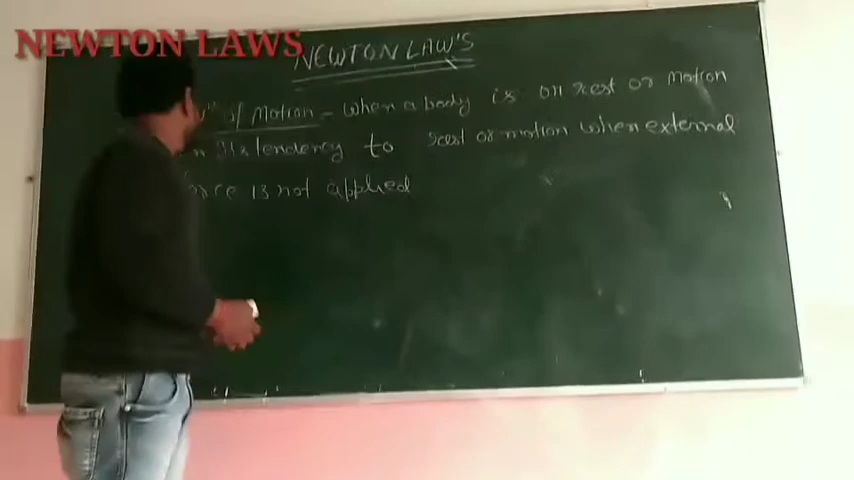 NEWTON LAWS
NEWTON LAW'S
of Motion - When a body is on rest or motion
its tendency to rest or motion when external
is not applied